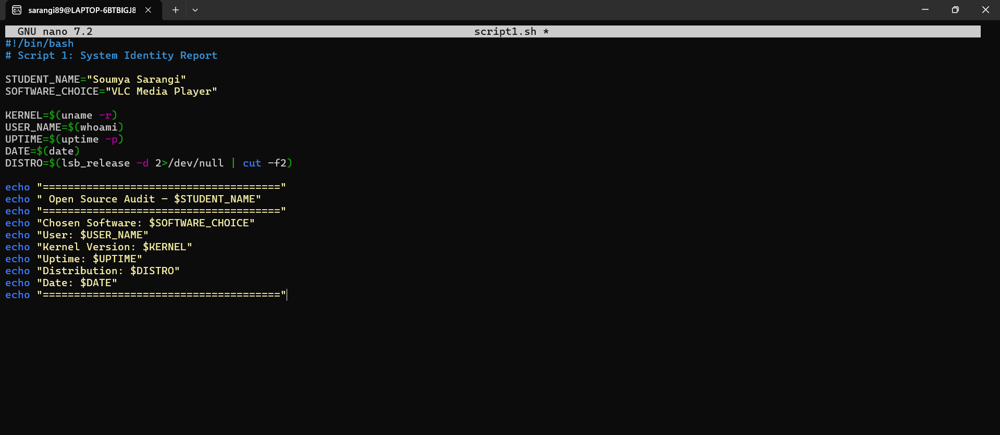 sarangi89@LAPTOP-6BTBIGJ8
GNU nano 7.2 script1.sh *
#!/bin/bash
# Script 1: System Identity Report
STUDENT_NAME="Soumya Sarangi"
SOFTWARE_CHOICE="VLC Media Player"
KERNEL=$(uname -r)
USER_NAME=$(whoami)
UPTIME=$(uptime -p)
DATE=$(date)
DISTRO=$(lsb_release -d 2>/dev/null | cut -f2)
echo "======================================"
echo " Open Source Audit — $STUDENT_NAME"
echo "======================================"
echo "Chosen Software: $SOFTWARE_CHOICE"
echo "User: $USER_NAME"
echo "Kernel Version: $KERNEL"
echo "Uptime: $UPTIME"
echo "Distribution: $DISTRO"
echo "Date: $DATE"
echo "======================================"